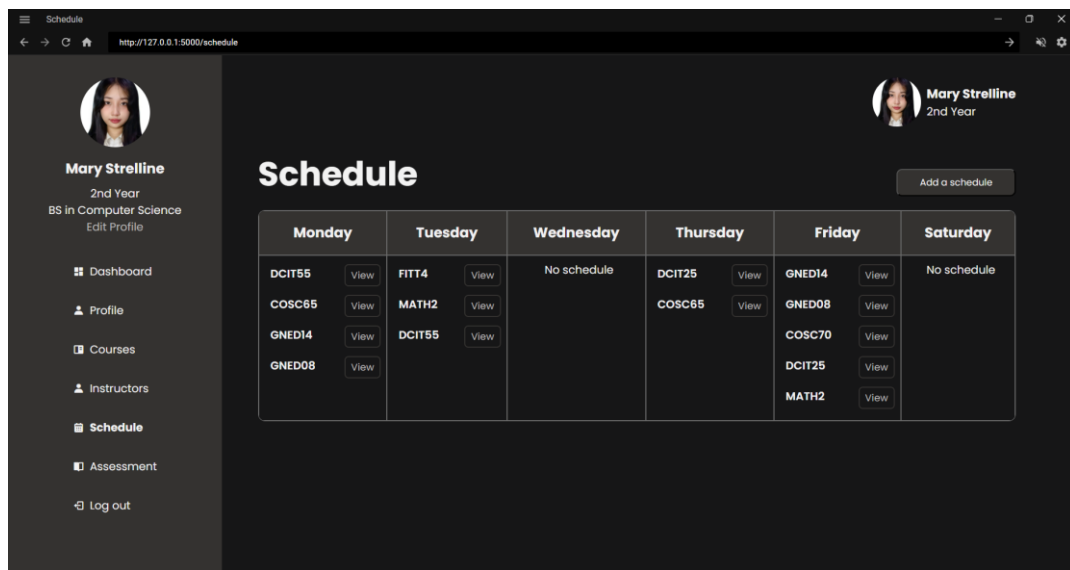 Schedule
http://127.0.0.1:5000/schedule
Mary Strelline
2nd Year
BS in Computer Science
Edit Profile
Dashboard
Profile
Courses
Instructors
Schedule
Assessment
Log out
Mary Strelline
2nd Year
Schedule
Add a schedule
Monday Tuesday Wednesday Thursday Friday Saturday
DCIT55 View FITT4 View No schedule DCIT25 View GNED14 View No schedule
COSC65 View MATH2 View COSC65 View GNED08 View
GNED14 View DCIT55 View COSC70 View
GNED08 View DCIT25 View
MATH2 View